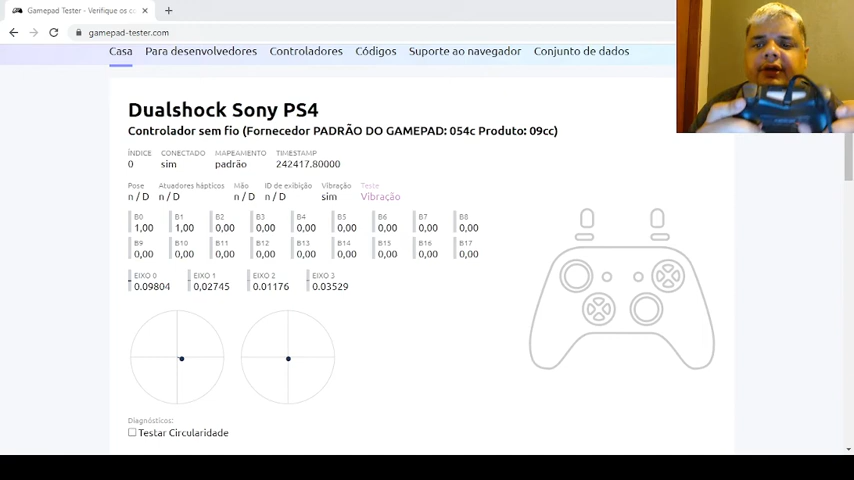 Gamepad Tester - Verifique os cc
gamepad-tester.com
Casa Para desenvolvedores Controladores Códigos Suporte ao navegador Conjunto de dados
Dualshock Sony PS4
Controlador sem fio (Fornecedor PADRÃO DO GAMEPAD: 054c Produto: 09cc)
ÍNDICE CONECTADO MAPEAMENTO TIMESTAMP
0 sim padrão 242417.80000
Pose Atuadores hápticos Mão ID de exibição Vibração Teste
n / D n / D n / D n / D sim Vibração
B0 B1 B2 B3 B4 B5 B6 B7 B8
1,00 1,00 0,00 0,00 0,00 0,00 0,00 0,00 0,00
B9 B10 B11 B12 B13 B14 B15 B16 B17
0,00 0,00 0,00 0,00 0,00 0,00 0,00 0,00 0,00
EIXO 0 EIXO 1 EIXO 2 EIXO 3
0.09804 0,02745 0.01176 0.03529
Diagnósticos:
Testar Circularidade